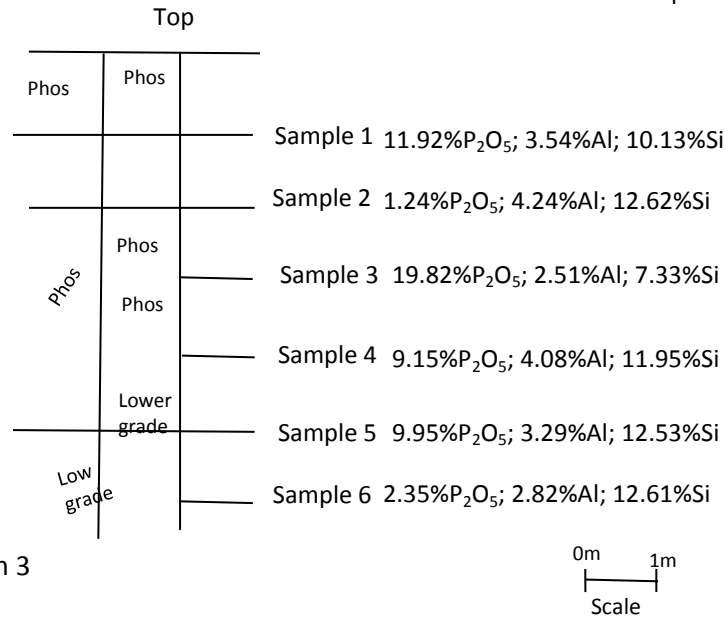 Top
Phos
Phos
Sample 1 11.92%P₂O₅; 3.54%Al; 10.13%Si
Sample 2 1.24%P₂O₅; 4.24%Al; 12.62%Si
Phos
Phos
Sample 3 19.82%P₂O₅; 2.51%Al; 7.33%Si
Phos
Sample 4 9.15%P₂O₅; 4.08%Al; 11.95%Si
Lower
grade
Sample 5 9.95%P₂O₅; 3.29%Al; 12.53%Si
Low
grade
Sample 6 2.35%P₂O₅; 2.82%Al; 12.61%Si
3
0m 1m
Scale